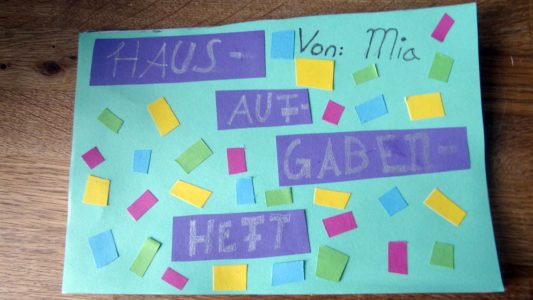 HAUS-
Von: Mia
AUF-
GABEN-
HEFT